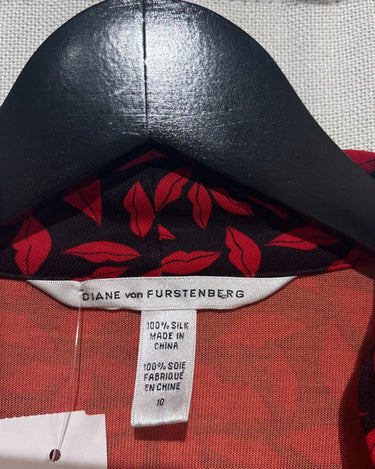 DIANE von FURSTENBERG
100% SILK
MADE IN
CHINA
100% SOIE
FABRIQUÉ
EN CHINE
10